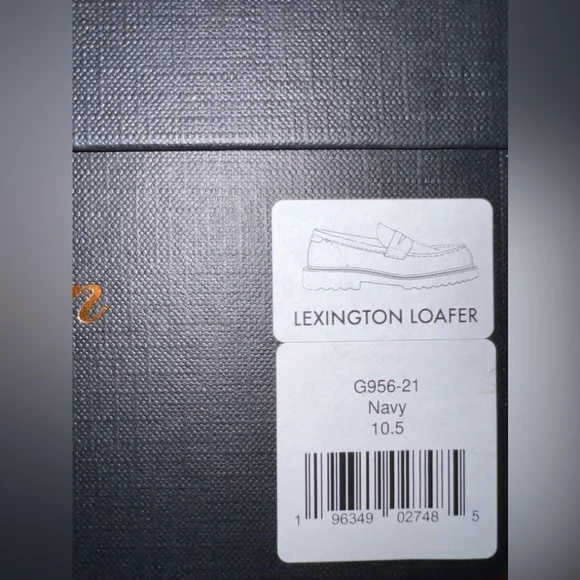 LEXINGTON LOAFER
G956-21
Navy
10.5
1 96349 02748 5